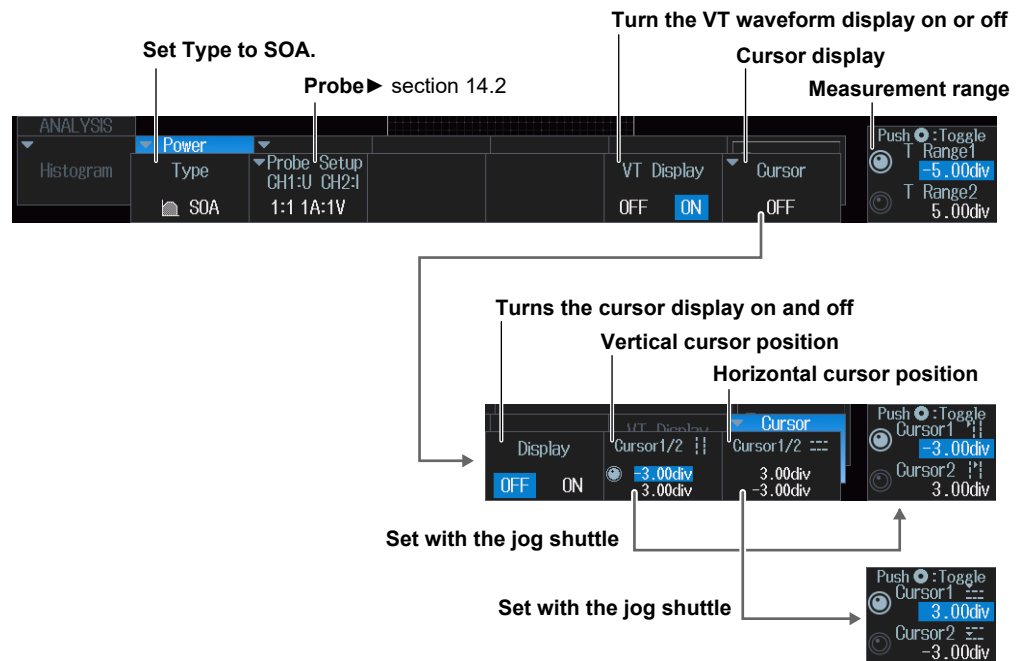 Turn the VT waveform display on or off
Set Type to SOA.
Cursor display
Probe► section 14.2
Measurement range
ANALYSIS
Histogram
Power
Type
SOA
Probe Setup
CH1:U CH2:I
1:1 1A:1V
VT Display
OFF ON
Cursor
OFF
Push :Toggle
T Range1
-5.00div
T Range2
5.00div
Turns the cursor display on and off
Vertical cursor position
Horizontal cursor position
VT Display
Cursor
Display
OFF ON
Cursor1/2
-3.00div
3.00div
Cursor1/2
3.00div
-3.00div
Push :Toggle
Cursor1
-3.00div
Cursor2
3.00div
Set with the jog shuttle
Set with the jog shuttle
Push :Toggle
Cursor1
3.00div
Cursor2
-3.00div